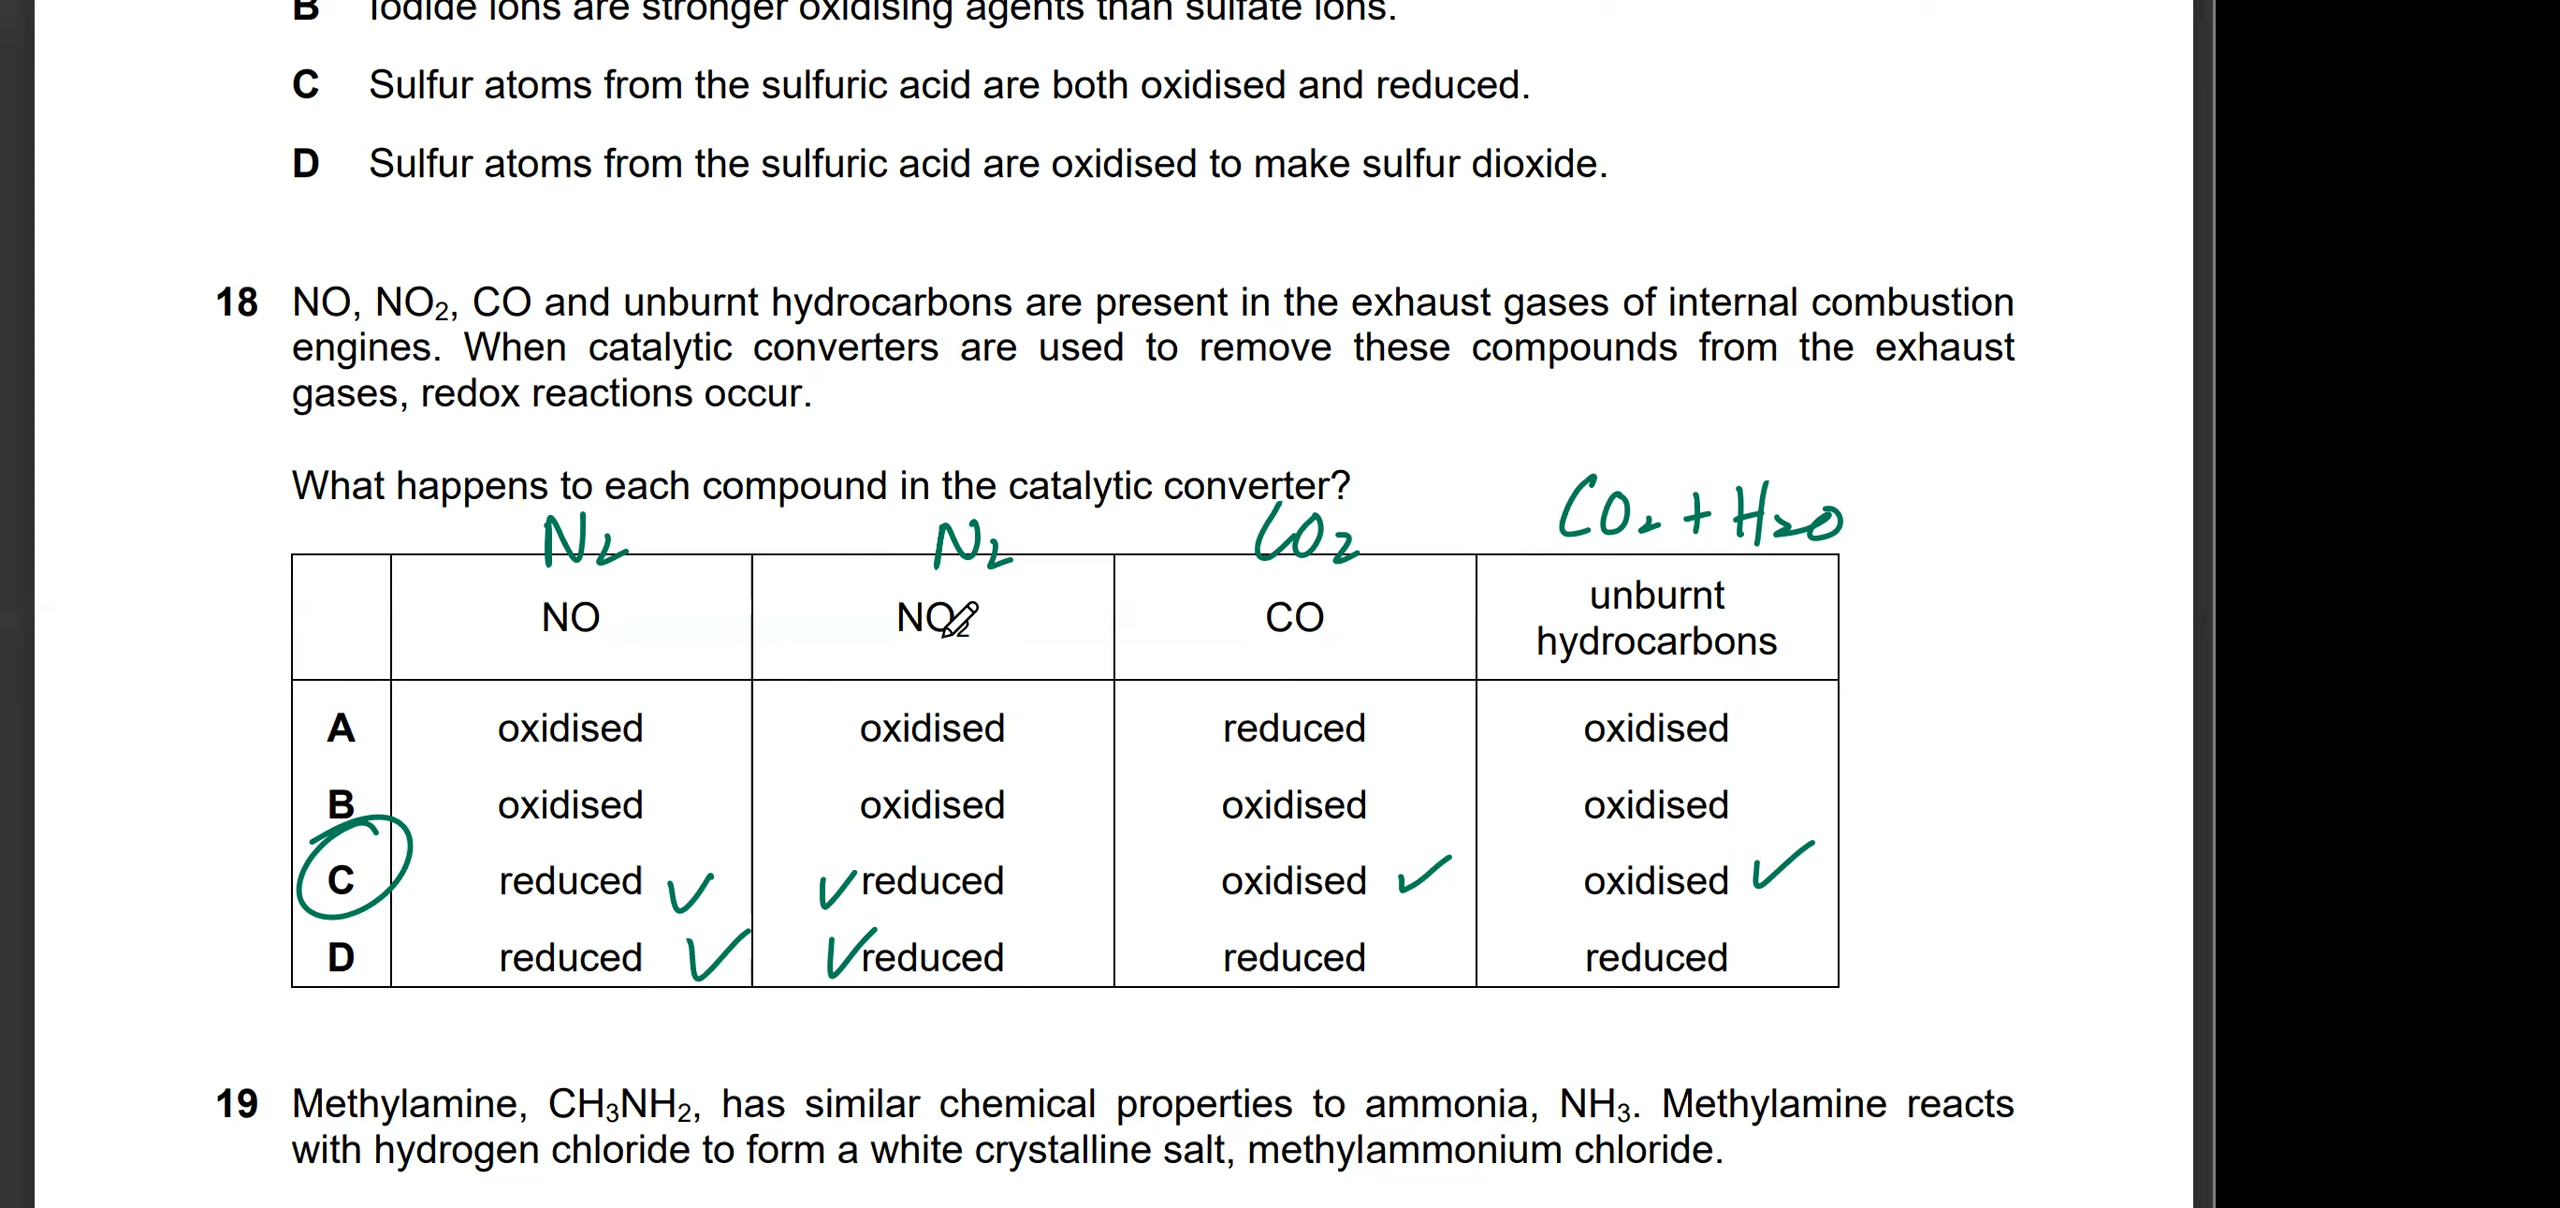 B Iodide ions are stronger oxidising agents than sulfate ions.
C Sulfur atoms from the sulfuric acid are both oxidised and reduced.
D Sulfur atoms from the sulfuric acid are oxidised to make sulfur dioxide.
18 NO, NO₂, CO and unburnt hydrocarbons are present in the exhaust gases of internal combustion
engines. When catalytic converters are used to remove these compounds from the exhaust
gases, redox reactions occur.
What happens to each compound in the catalytic converter?
N₂ N₂ CO₂ CO₂ + H₂O
NO NO₂ CO unburnt
hydrocarbons
A oxidised oxidised reduced oxidised
B oxidised oxidised oxidised oxidised
C reduced ✓ ✓ reduced oxidised ✓ oxidised ✓
D reduced ✓ ✓ reduced reduced reduced
19 Methylamine, CH₃NH₂, has similar chemical properties to ammonia, NH₃. Methylamine reacts
with hydrogen chloride to form a white crystalline salt, methylammonium chloride.